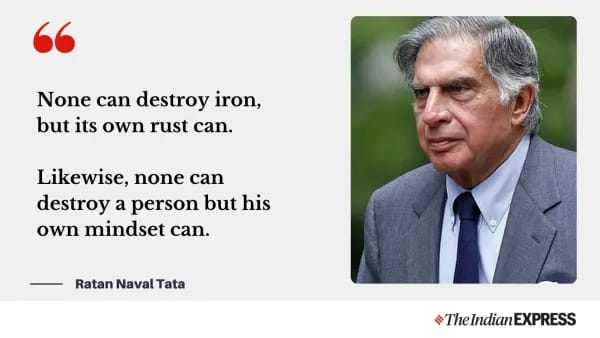 None can destroy iron,
but its own rust can.
Likewise, none can
destroy a person but his
own mindset can.
Ratan Naval Tata
The Indian EXPRESS